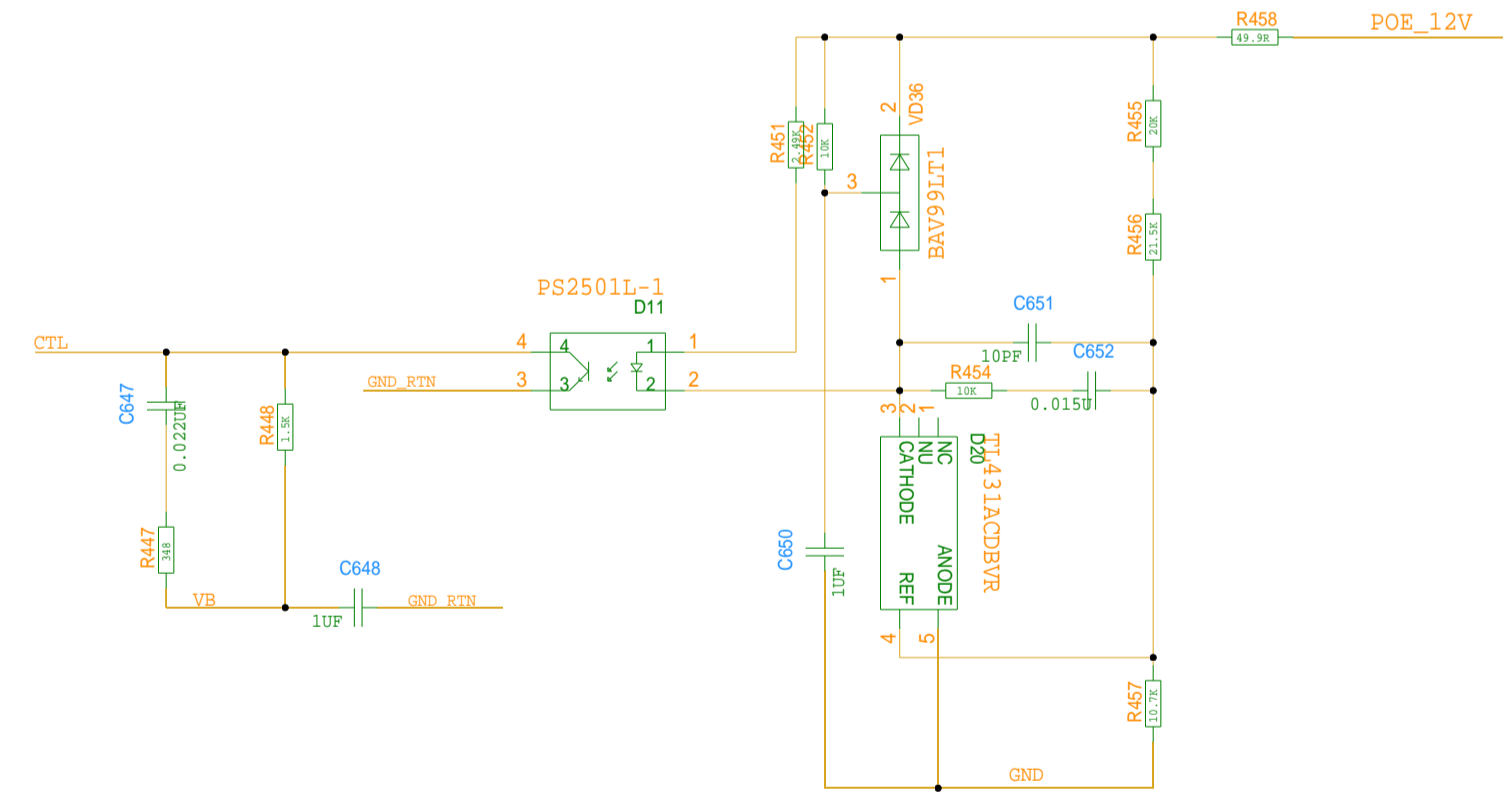 R458
POE_12V
49.9R
2
VD36
R451
2.49K
R452
10K
R455
20K
3
BAV99LT1
R456
21.5K
1
PS2501L-1
D11
C651
CTL
4
4
1
1
10PF
C652
GND_RTN
3
3
2
2
R454
10K
0.015U
C647
0.022UF
R448
1.5K
3
2
1
CATHODE
NU
NC
D20
TL431ACDBVR
R447
348
C650
1UF
REF
ANODE
C648
VB
GND_RTN
1UF
4
5
R457
10.7K
GND